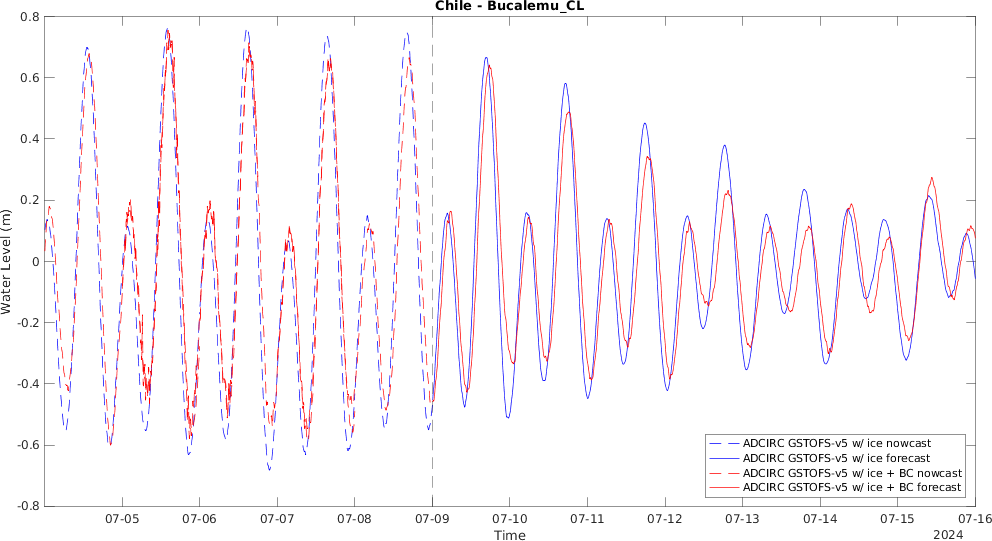 Chile - Bucalemu_CL
Water Level (m)
0.8
0.6
0.4
0.2
0
-0.2
-0.4
-0.6
-0.8
ADCIRC GSTOFS-v5 w/ ice nowcast
ADCIRC GSTOFS-v5 w/ ice forecast
ADCIRC GSTOFS-v5 w/ ice + BC nowcast
ADCIRC GSTOFS-v5 w/ ice + BC forecast
07-05 07-06 07-07 07-08 07-09 07-10 07-11 07-12 07-13 07-14 07-15 07-16
Time
2024